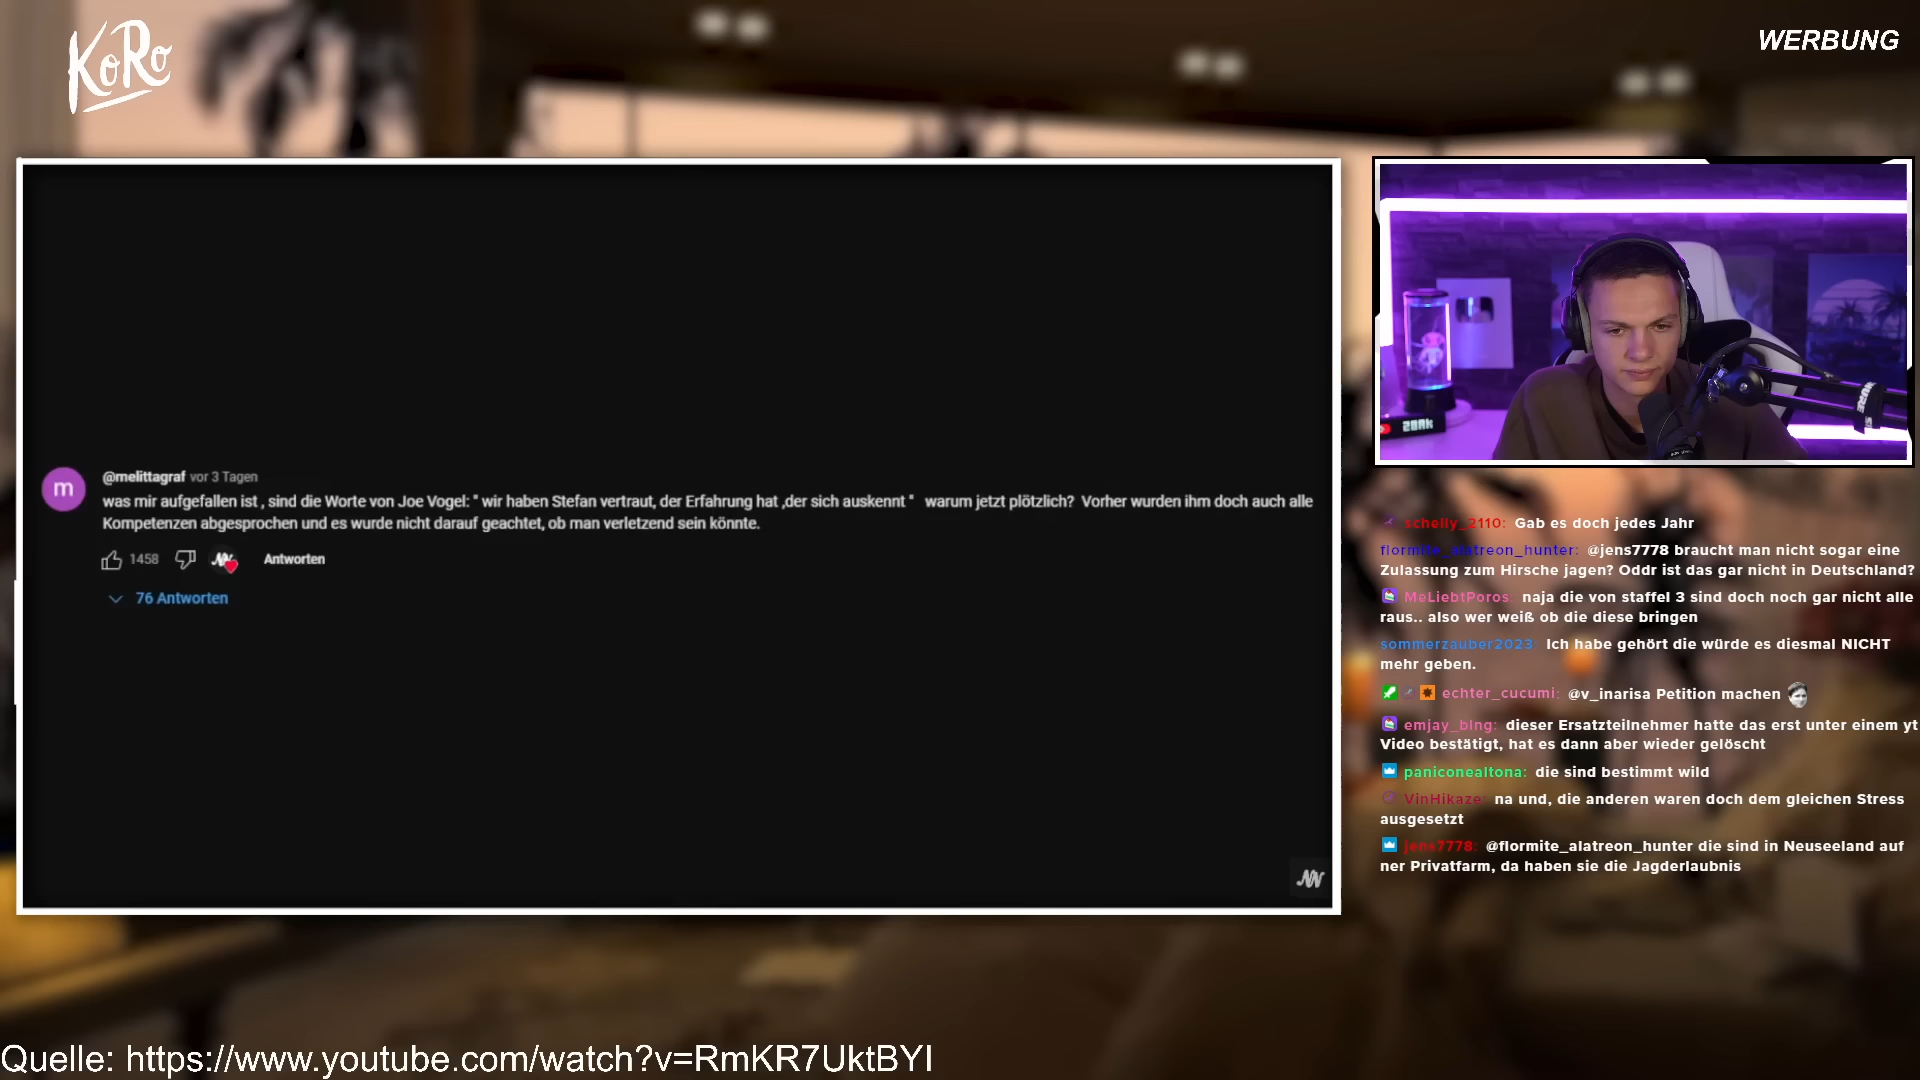 KoRo
WERBUNG
m
@melittagraf vor 3 Tagen
was mir aufgefallen ist , sind die Worte von Joe Vogel: " wir haben Stefan vertraut, der Erfahrung hat ,der sich auskennt " warum jetzt plötzlich? Vorher wurden ihm doch auch alle
Kompetenzen abgesprochen und es wurde nicht darauf geachtet, ob man verletzend sein könnte.
1458 Antworten
76 Antworten
schelly_2110: Gab es doch jedes Jahr
flormite_alatreon_hunter: @jens7778 braucht man nicht sogar eine
Zulassung zum Hirsche jagen? Oddr ist das gar nicht in Deutschland?
MeLiebtPoros: naja die von staffel 3 sind doch noch gar nicht alle
raus.. also wer weiß ob die diese bringen
sommerzauber2023: Ich habe gehört die würde es diesmal NICHT
mehr geben.
echter_cucumi: @v_inarisa Petition machen
emjay_bing: dieser Ersatzteilnehmer hatte das erst unter einem yt
Video bestätigt, hat es dann aber wieder gelöscht
paniconealtona: die sind bestimmt wild
VinHikaze: na und, die anderen waren doch dem gleichen Stress
ausgesetzt
jens7778: @flormite_alatreon_hunter die sind in Neuseeland auf
ner Privatfarm, da haben sie die Jagderlaubnis
Quelle: https://www.youtube.com/watch?v=RmKR7UktBYI